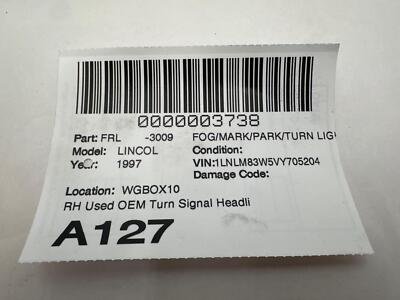 0000003738
Part: FRL -3009 FOG/MARK/PARK/TURN LIG
Model: LINCOL Condition:
Year: 1997 VIN:1LNLM83W5VY705204
Damage Code:
Location: WGBOX10
RH Used OEM Turn Signal Headli
A127